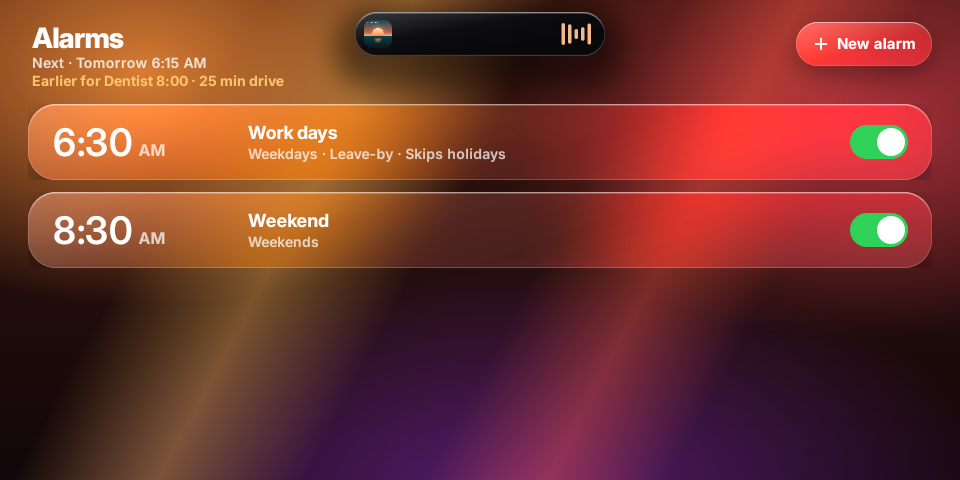 Alarms
Next · Tomorrow 6:15 AM
Earlier for Dentist 8:00 · 25 min drive
New alarm
6:30 AM
Work days
Weekdays · Leave-by · Skips holidays
8:30 AM
Weekend
Weekends